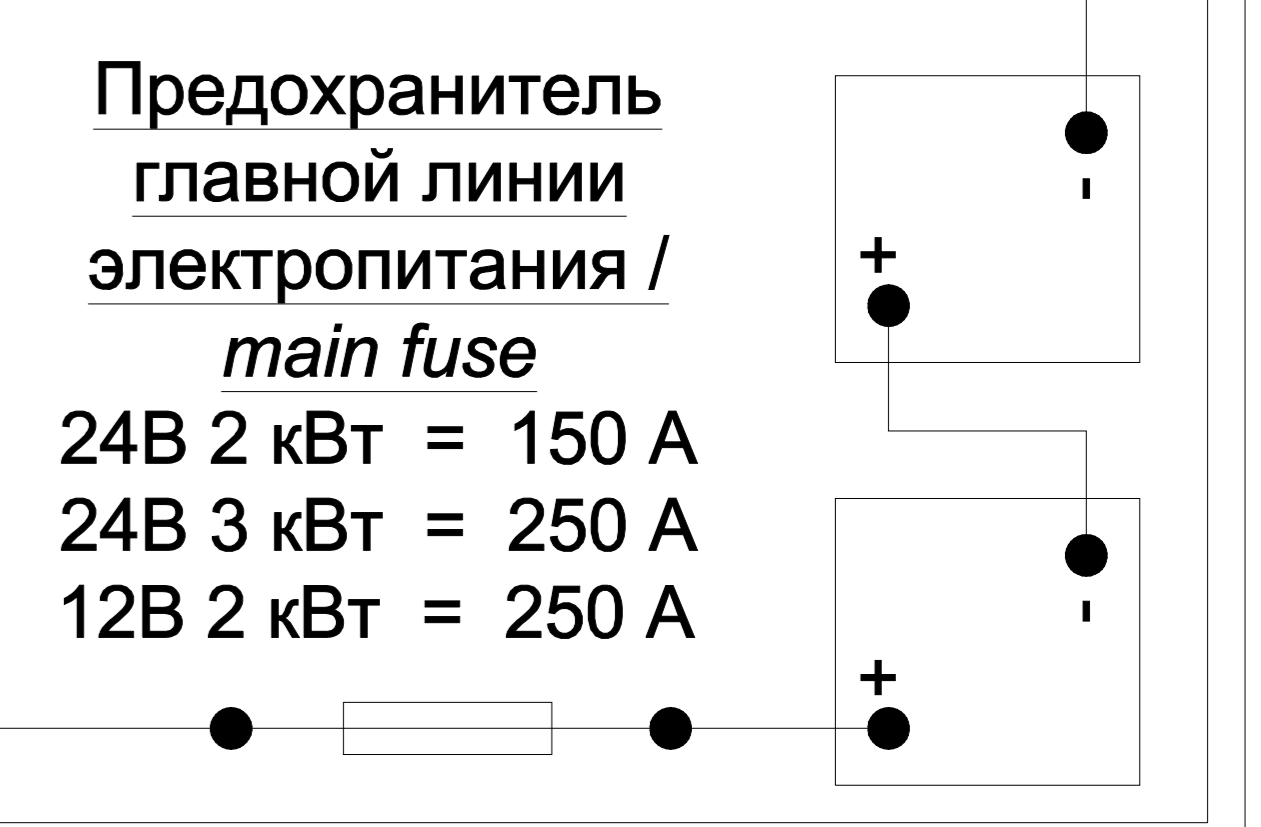 Предохранитель
главной линии
электропитания /
main fuse
24В 2 кВт = 150 А
24В 3 кВт = 250 А
12В 2 кВт = 250 А
-
+
-
+